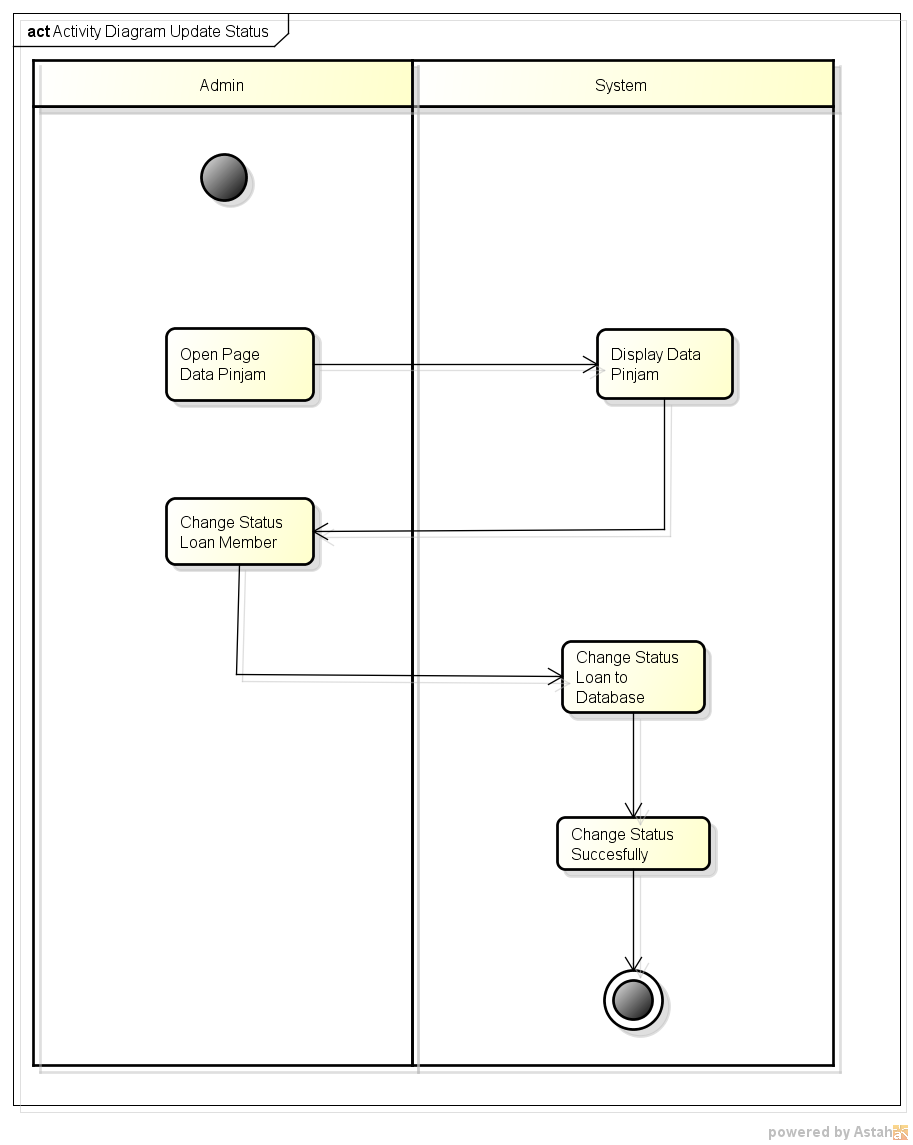 act Activity Diagram Update Status
Admin
System
Open Page
Data Pinjam
Display Data
Pinjam
Change Status
Loan Member
Change Status
Loan to
Database
Change Status
Succesfully
powered by Astah